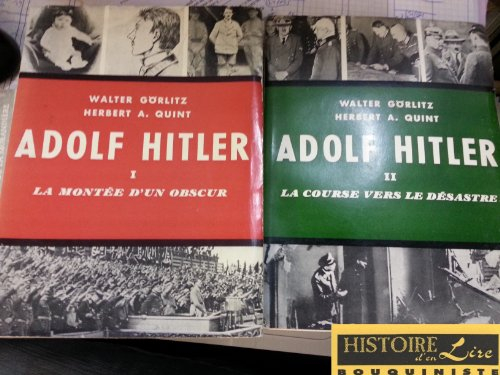 WALTER GÖRLITZ
HERBERT A. QUINT
ADOLF HITLER
I
LA MONTÉE D'UN OBSCUR
WALTER GÖRLITZ
HERBERT A. QUINT
ADOLF HITLER
II
LA COURSE VERS LE DÉSASTRE
HISTOIRE d'en Lire
BOUQUINISTE